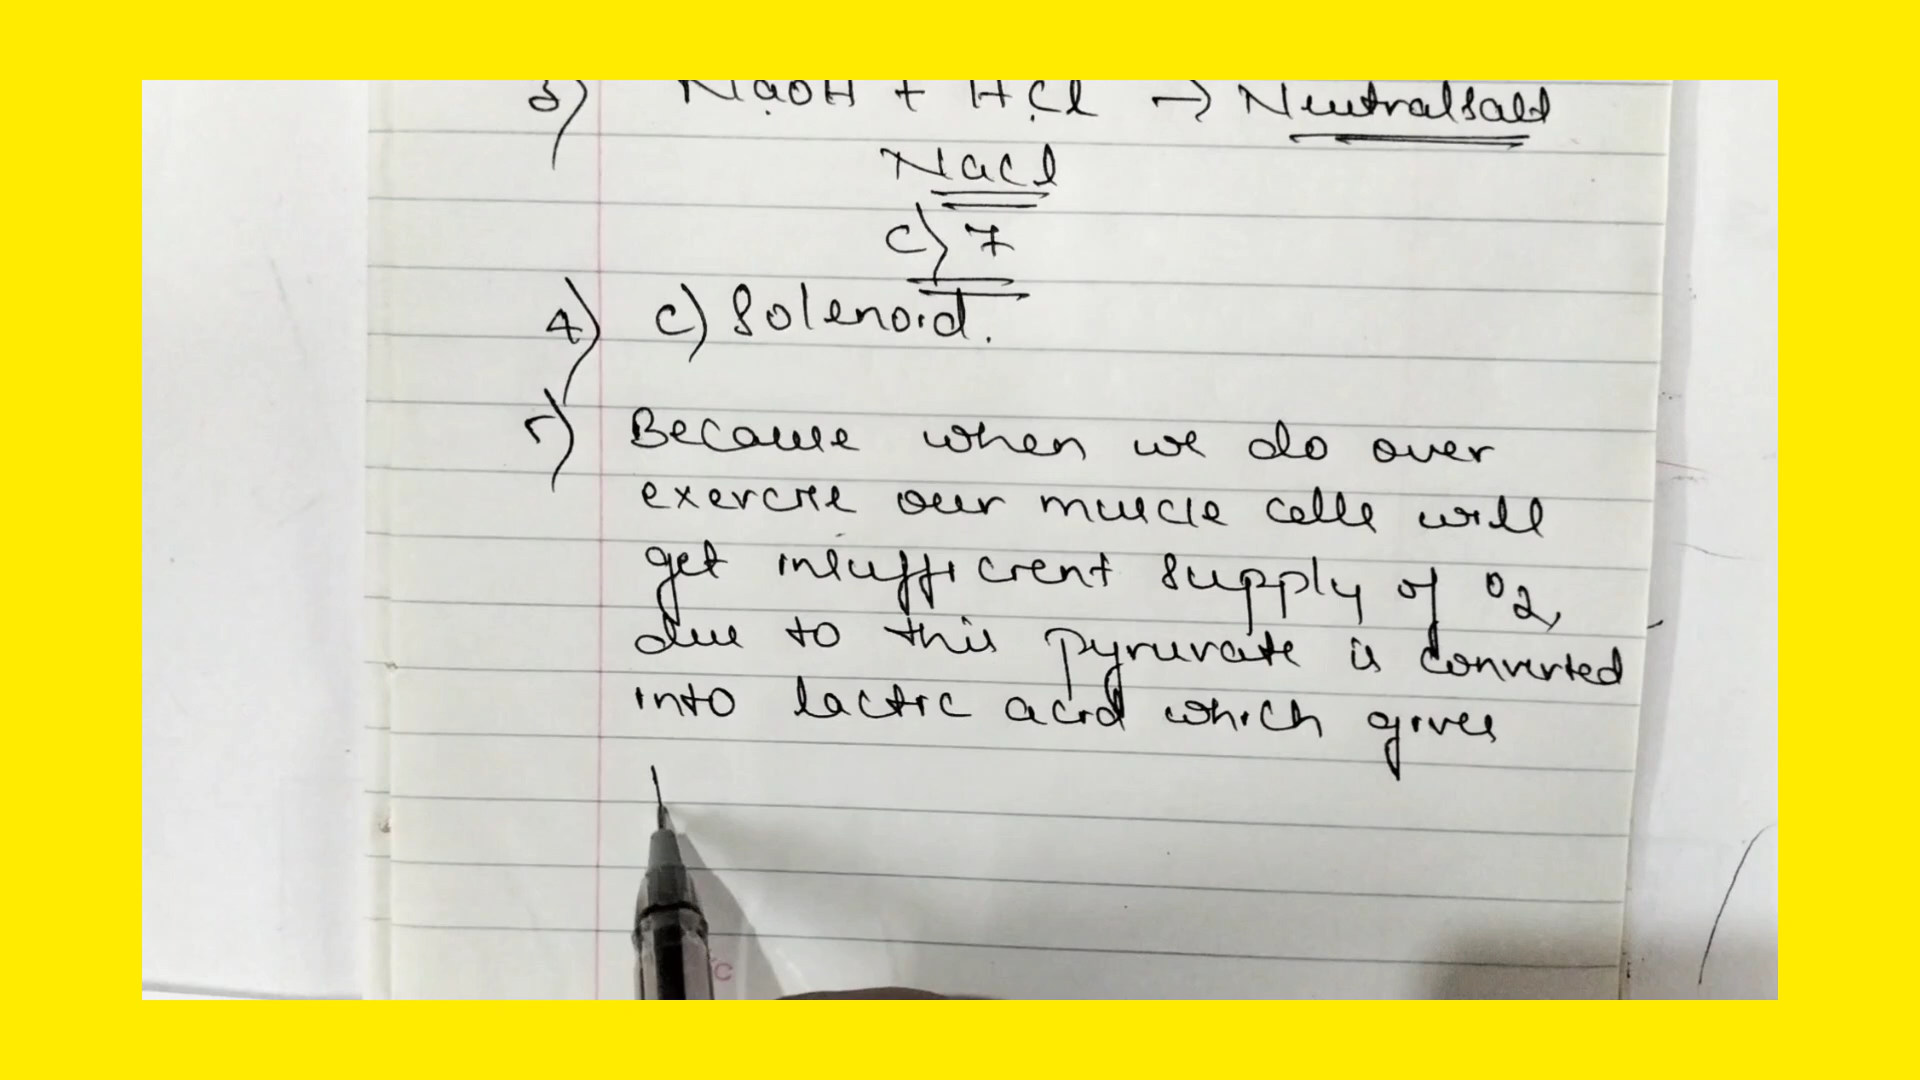 3) NaOH + HCl → Neutralsalt
NaCl
c) 7
4) c) Solenoid.
5) Because when we do over
exercise our muscle cells will
get insufficient supply of O2,
due to this pyruvate is converted
into lactic acid which gives